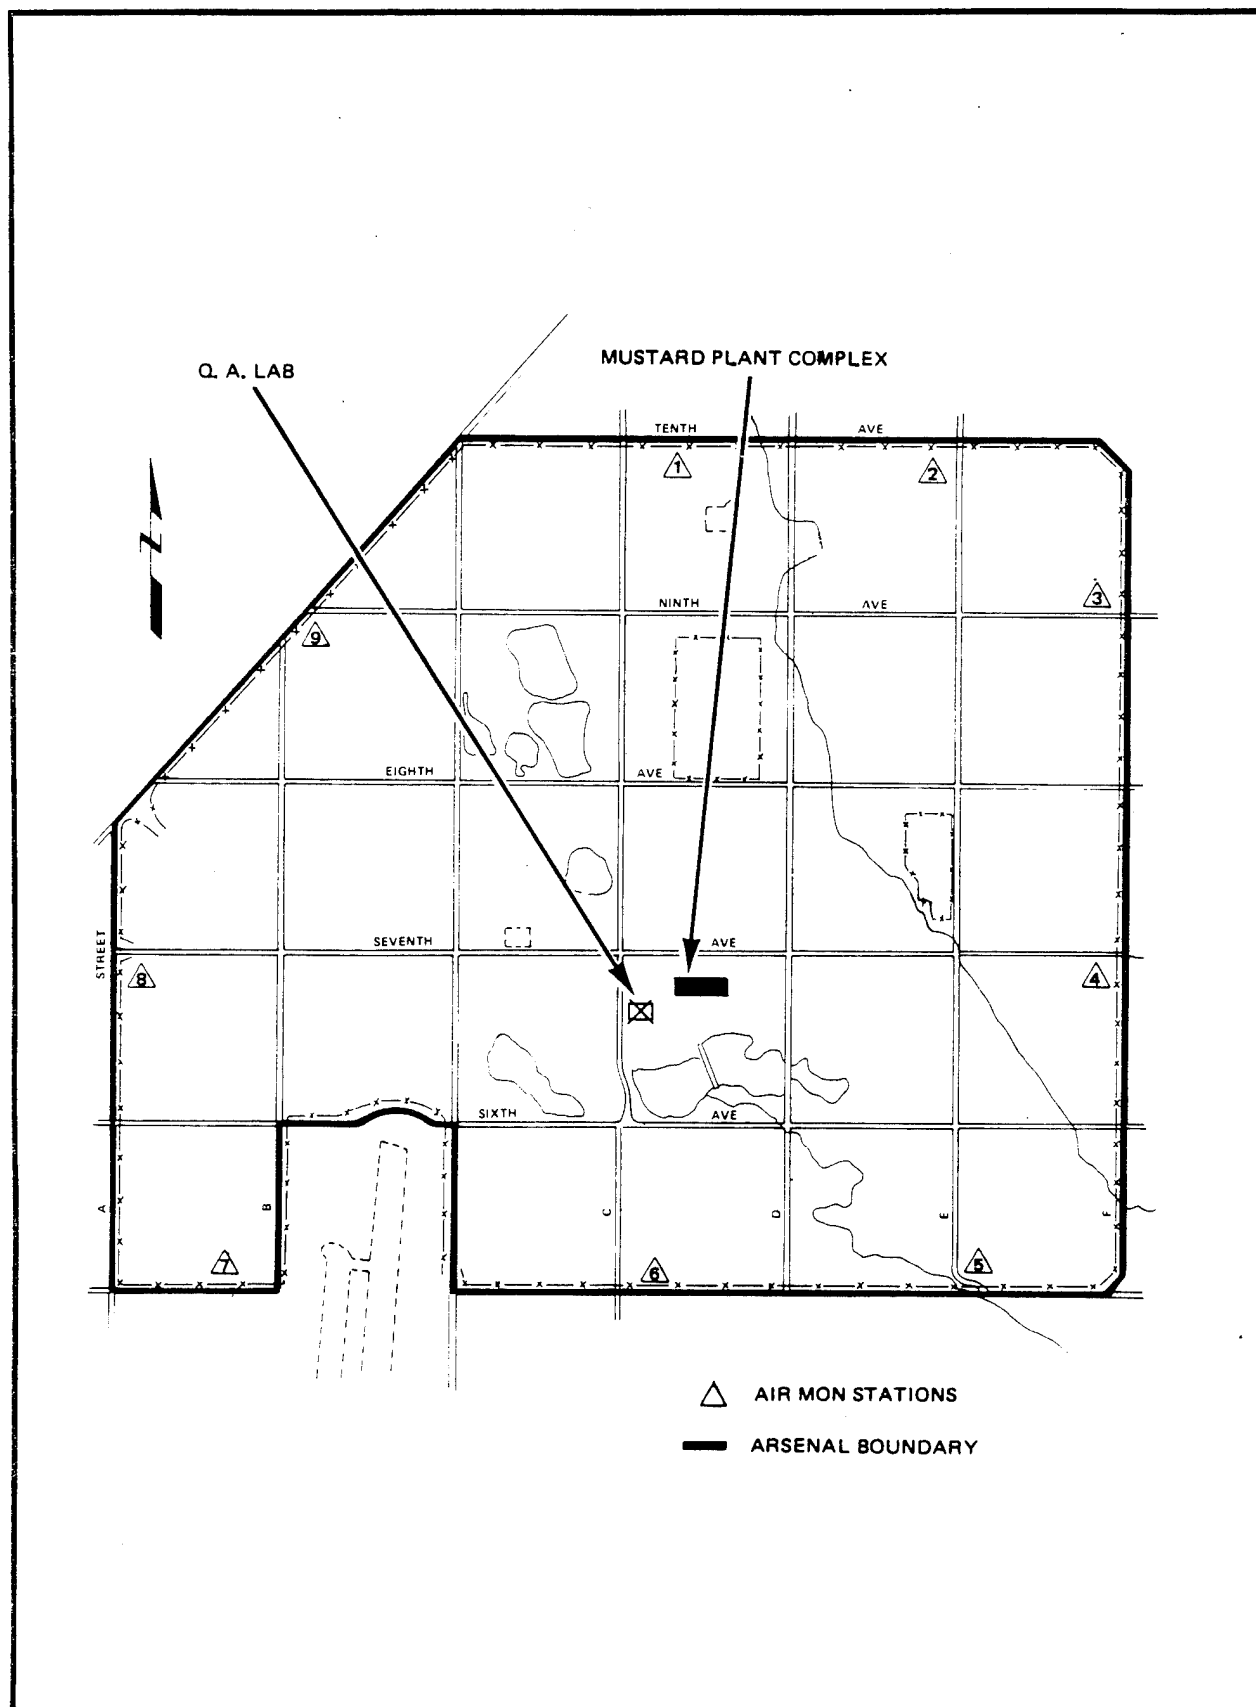 Q. A. LAB
MUSTARD PLANT COMPLEX
TENTH AVE
1
2
N
3
NINTH AVE
9
EIGHTH AVE
STREET
SEVENTH AVE
8
4
SIXTH AVE
A
B
C
D
E
F
7
6
5
AIR MON STATIONS
ARSENAL BOUNDARY